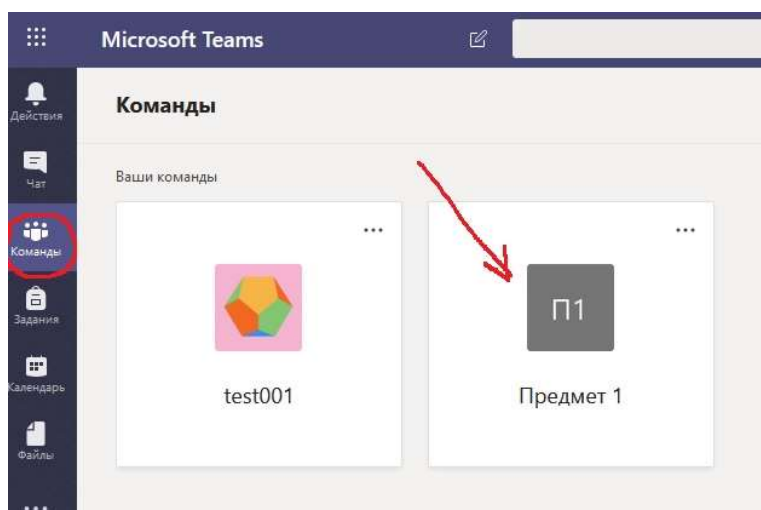 Microsoft Teams
Действия
Чат
Команды
Задания
Календарь
Файлы
Команды
Ваши команды
test001
П1
Предмет 1